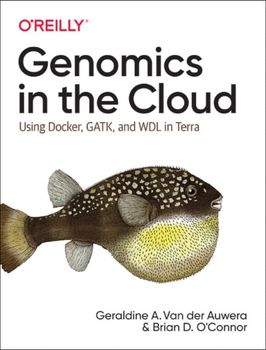 O'REILLY®
Genomics
in the Cloud
Using Docker, GATK, and WDL in Terra
Geraldine A. Van der Auwera
& Brian D. O'Connor